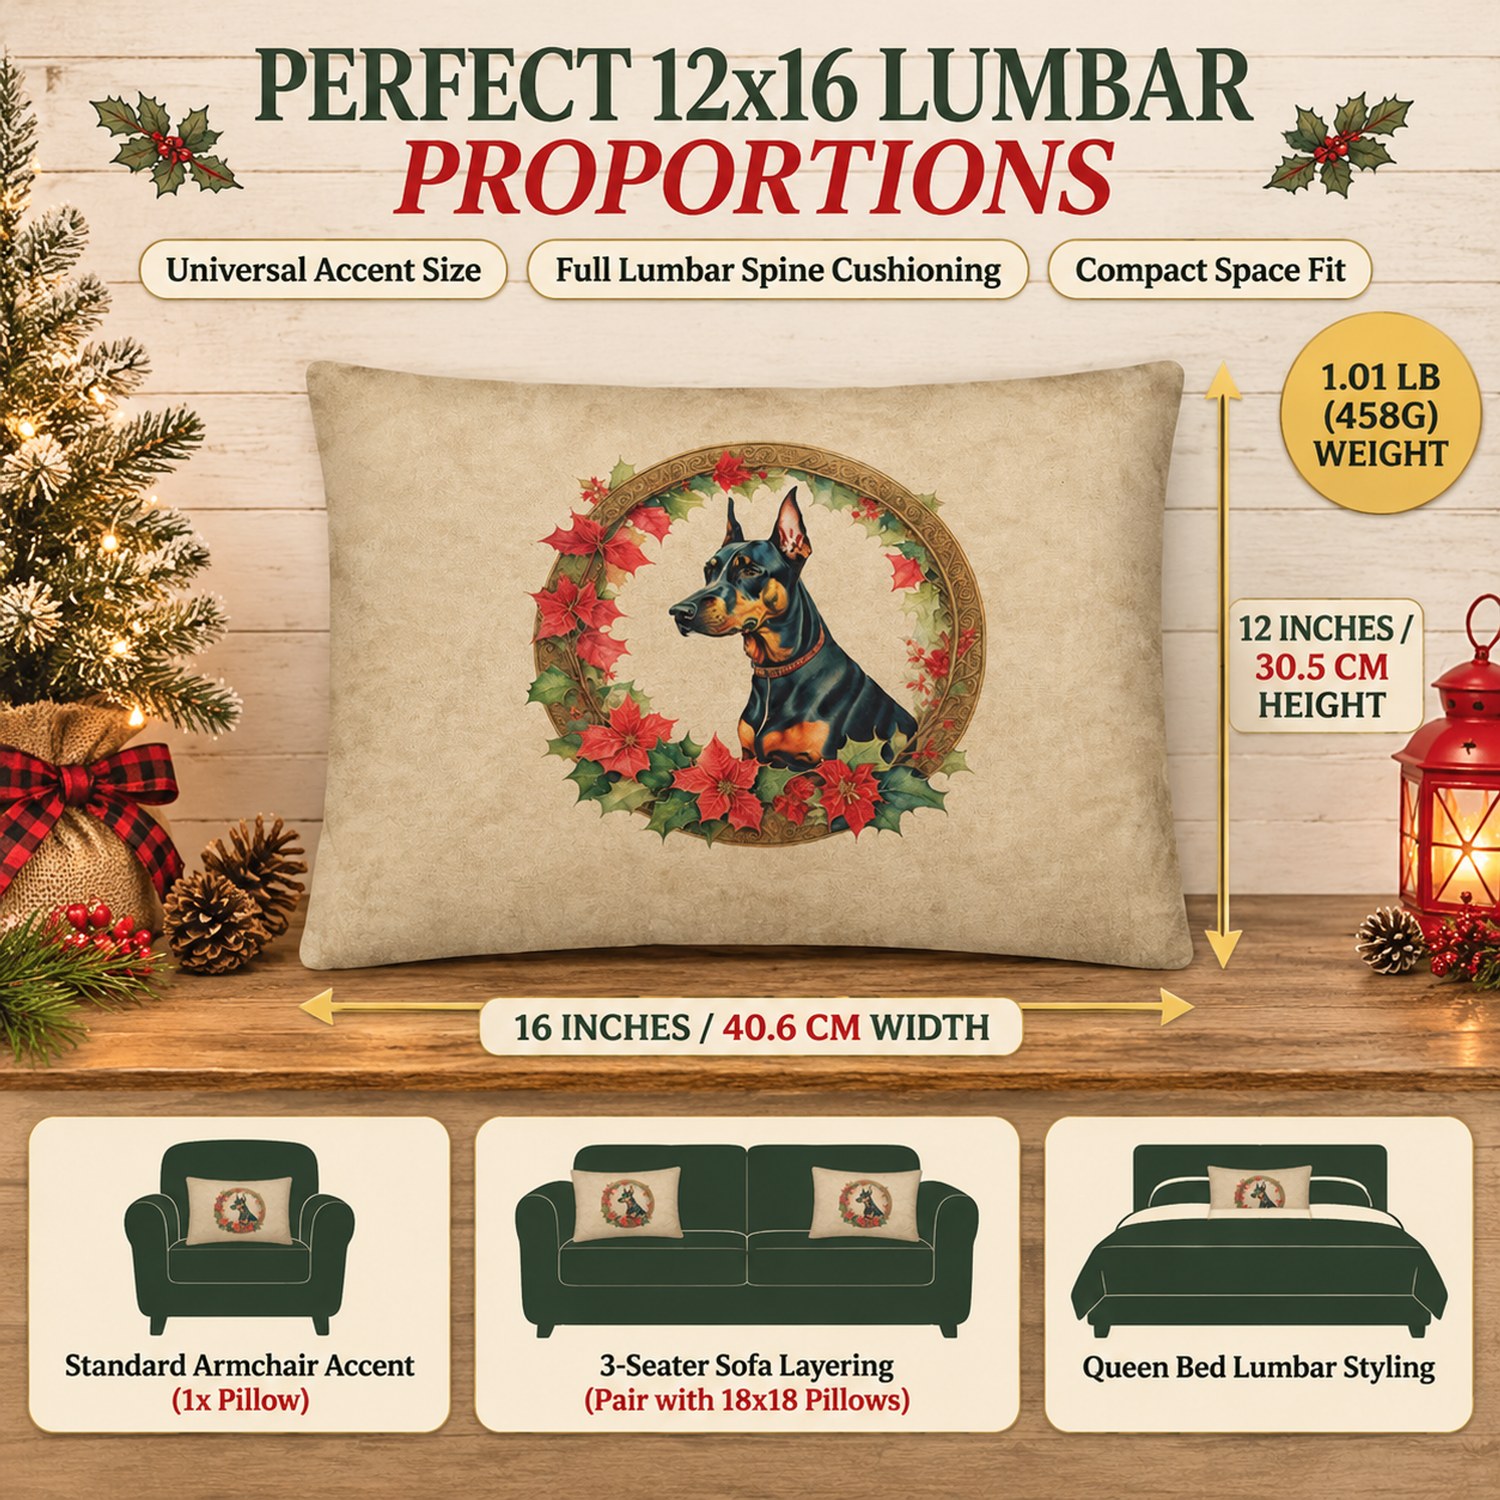 PERFECT 12x16 LUMBAR
PROPORTIONS
Universal Accent Size
Full Lumbar Spine Cushioning
Compact Space Fit
1.01 LB
(458G)
WEIGHT
12 INCHES /
30.5 CM
HEIGHT
16 INCHES / 40.6 CM WIDTH
Standard Armchair Accent
(1x Pillow)
3-Seater Sofa Layering
(Pair with 18x18 Pillows)
Queen Bed Lumbar Styling